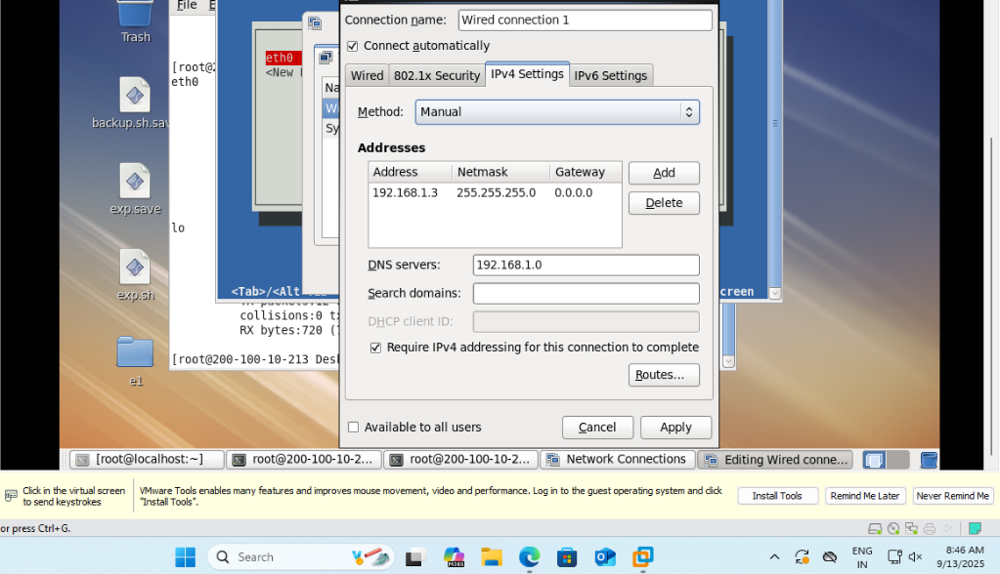 File
Trash
backup.sh.sav
exp.save
exp.sh
e1
[root@2
eth0
lo
eth0
<New
Na
Wi
Sy
<Tab>/<Alt
creen
collisions:0 t
RX bytes:720 (
[root@200-100-10-213 Desk
Connection name: Wired connection 1
Connect automatically
Wired 802.1x Security IPv4 Settings IPv6 Settings
Method: Manual
Addresses
Address Netmask Gateway
192.168.1.3 255.255.255.0 0.0.0.0
Add
Delete
DNS servers: 192.168.1.0
Search domains:
DHCP client ID:
Require IPv4 addressing for this connection to complete
Routes...
Available to all users
Cancel Apply
[root@localhost:~] root@200-100-10-2... root@200-100-10-2... Network Connections Editing Wired conne...
Click in the virtual screen
to send keystrokes
VMware Tools enables many features and improves mouse movement, video and performance. Log in to the guest operating system and click
"Install Tools".
Install Tools Remind Me Later Never Remind Me
or press Ctrl+G.
Search
M365
ENG
IN
8:46 AM
9/13/2025